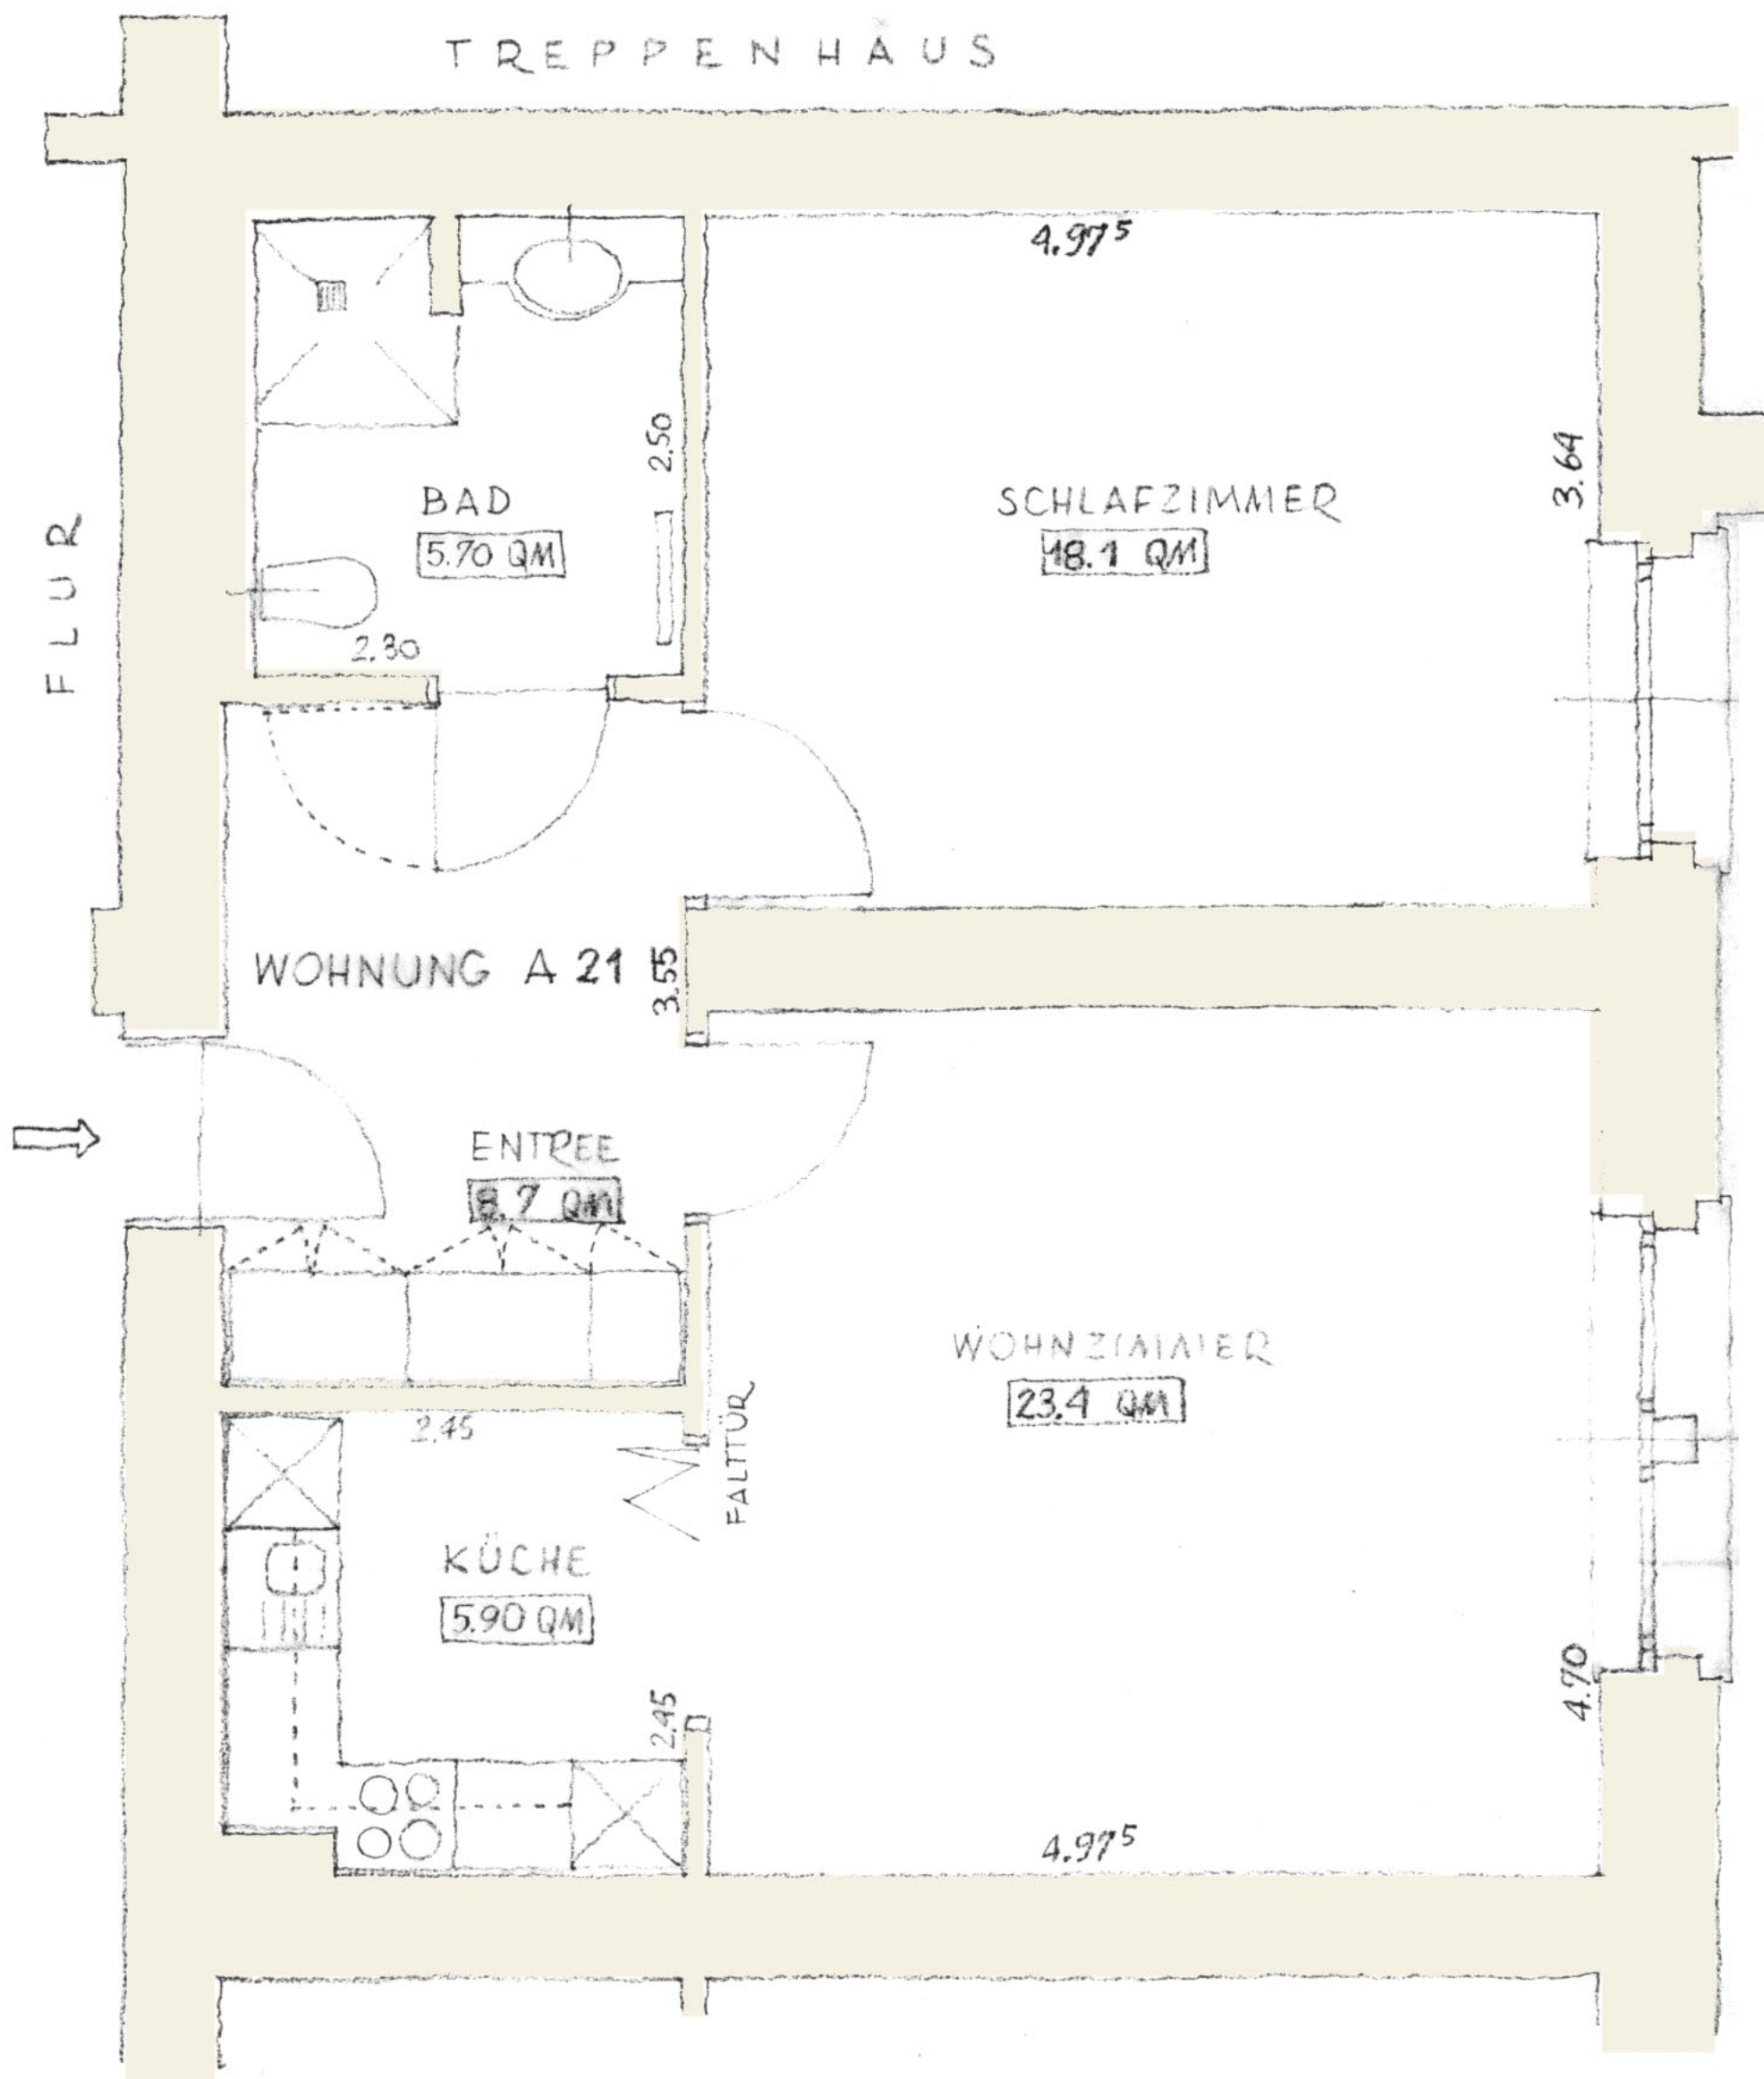 TREPPENHAUS
4.97⁵
FLUR
BAD
5.70 QM
2.50
2.30
SCHLAFZIMMER
18.1 QM
3.64
WOHNUNG A 21
3.55
ENTREE
8.7 QM
WOHNZIMMER
23.4 QM
FALTTÜR
2.45
KÜCHE
5.90 QM
2.45
4.70
4.97⁵